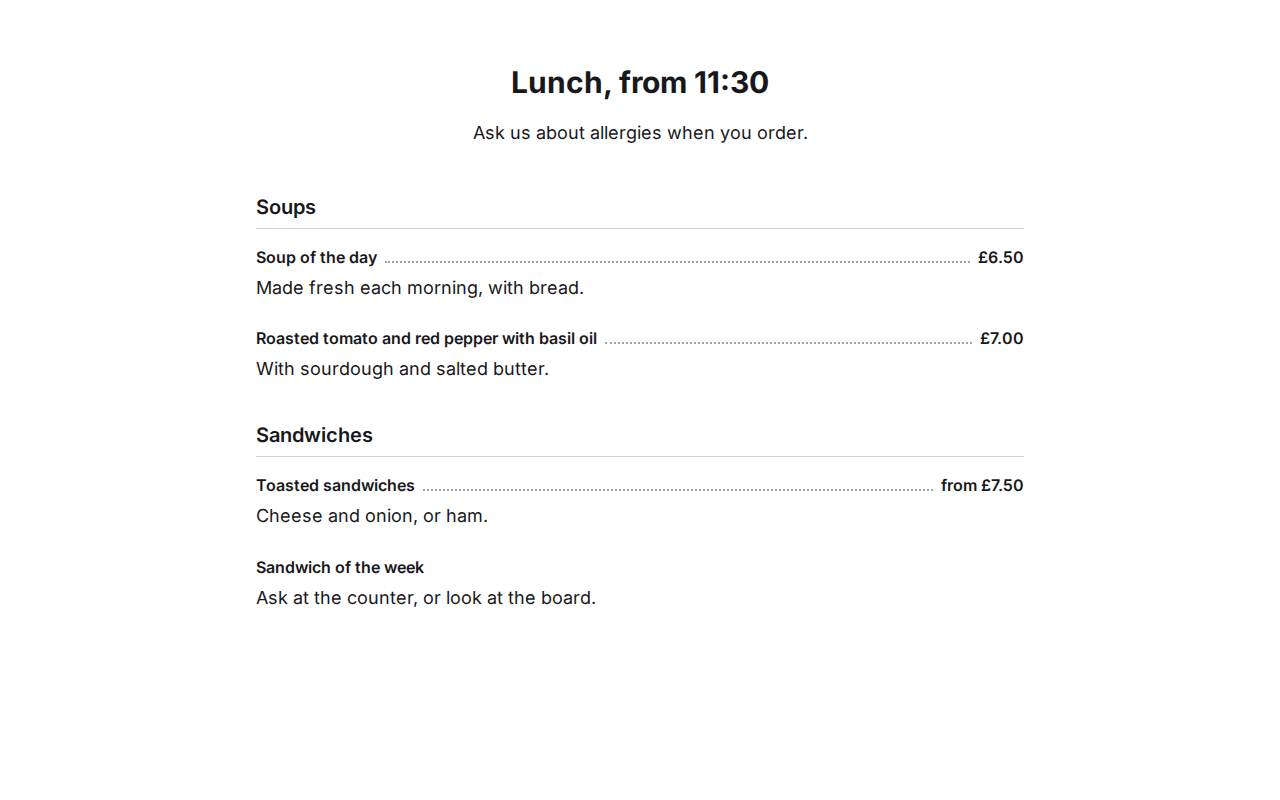 Lunch, from 11:30
Ask us about allergies when you order.
Soups
Soup of the day £6.50
Made fresh each morning, with bread.
Roasted tomato and red pepper with basil oil £7.00
With sourdough and salted butter.
Sandwiches
Toasted sandwiches from £7.50
Cheese and onion, or ham.
Sandwich of the week
Ask at the counter, or look at the board.